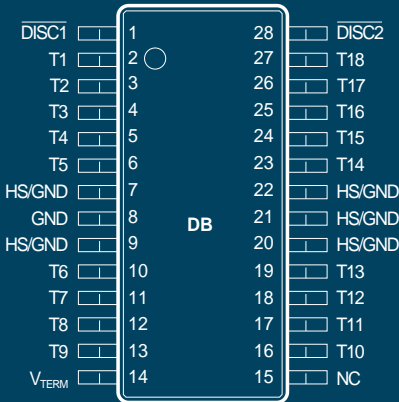 DISC1 1 28 DISC2
T1 2 27 T18
T2 3 26 T17
T3 4 25 T16
T4 5 24 T15
T5 6 23 T14
HS/GND 7 22 HS/GND
GND 8 DB 21 HS/GND
HS/GND 9 20 HS/GND
T6 10 19 T13
T7 11 18 T12
T8 12 17 T11
T9 13 16 T10
VTERM 14 15 NC